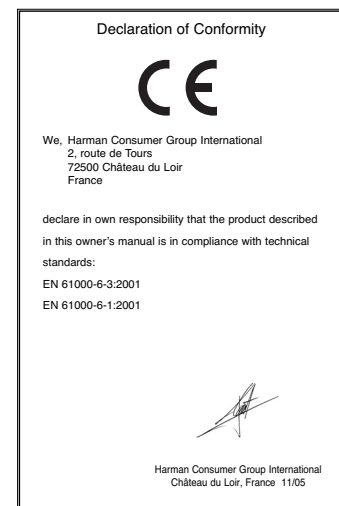 Declaration of Conformity
CE
We, Harman Consumer Group International
2, route de Tours
72500 Château du Loir
France
declare in own responsibility that the product described
in this owner's manual is in compliance with technical
standards:
EN 61000-6-3:2001
EN 61000-6-1:2001
Harman Consumer Group International
Château du Loir, France 11/05